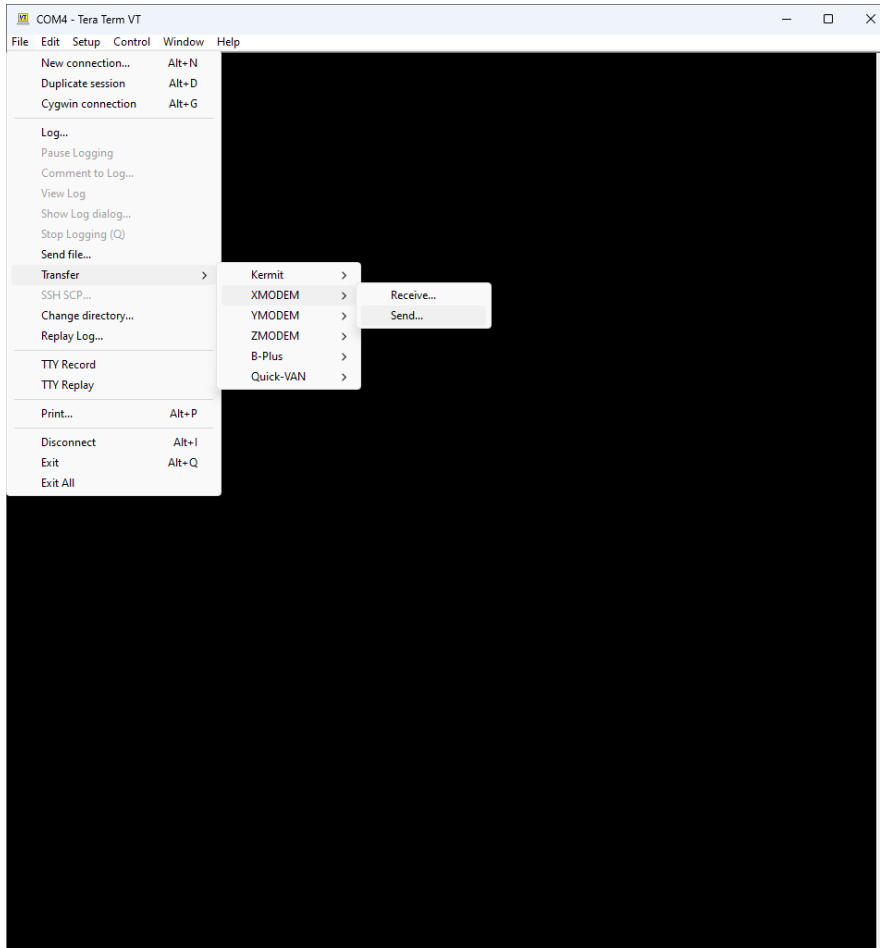 COM4 - Tera Term VT
File Edit Setup Control Window Help
New connection... Alt+N
Duplicate session Alt+D
Cygwin connection Alt+G
Log...
Pause Logging
Comment to Log...
View Log
Show Log dialog...
Stop Logging (Q)
Send file...
Transfer
SSH SCP...
Change directory...
Replay Log...
TTY Record
TTY Replay
Print... Alt+P
Disconnect Alt+I
Exit Alt+Q
Exit All
Kermit
XMODEM
YMODEM
ZMODEM
B-Plus
Quick-VAN
Receive...
Send...